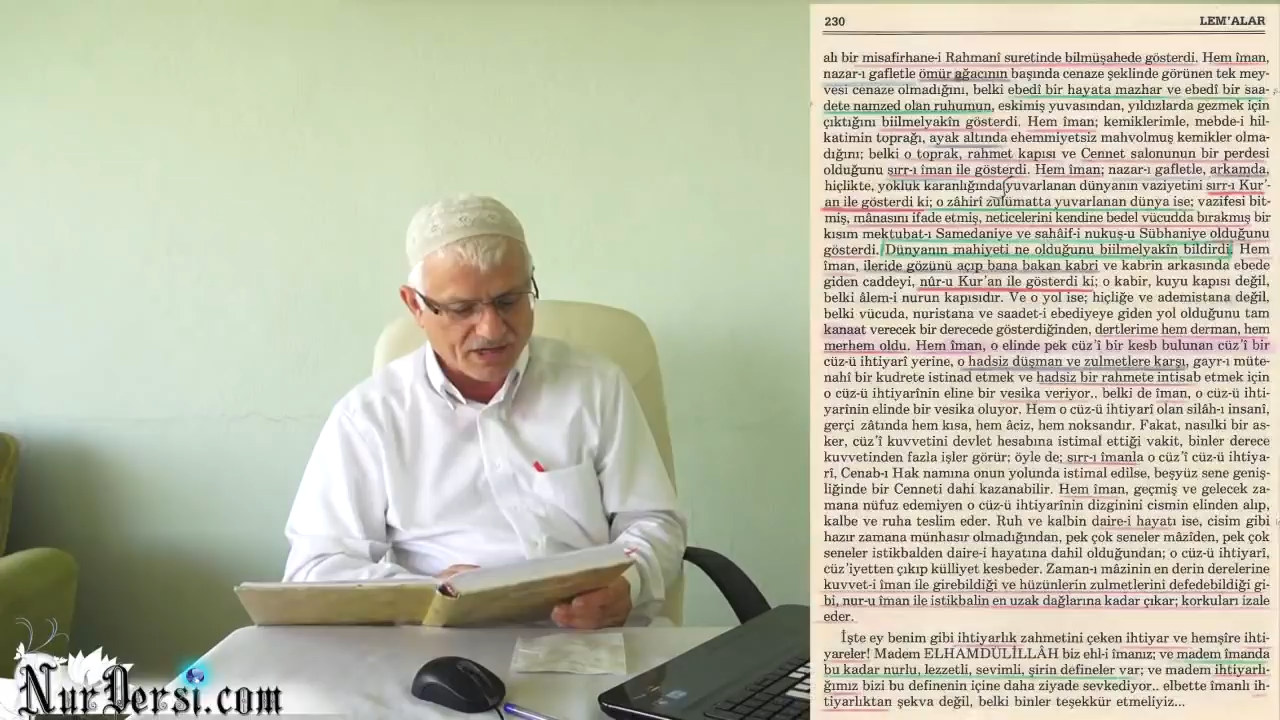 230 LEM'ALAR
alı bir misafirhane-i Rahmanî suretinde bilmüşahede gösterdi. Hem îman,
nazar-ı gafletle ömür ağacının başında cenaze şeklinde görünen tek mey-
vesi cenaze olmadığını, belki ebedî bir hayata mazhar ve ebedî bir saa-
dete namzed olan ruhumun, eskimiş yuvasından, yıldızlarda gezmek için
çıktığını biilmelyakîn gösterdi. Hem îman; kemiklerimle, mebde-i hil-
katimin toprağı, ayak altında ehemmiyetsiz mahvolmuş kemikler olma-
dığını; belki o toprak, rahmet kapısı ve Cennet salonunun bir perdesi
olduğunu sırr-ı îman ile gösterdi. Hem îman; nazar-ı gafletle, arkamda,
hiçlikte, yokluk karanlığında yuvarlanan dünyanın vaziyetini sırr-ı Kur'-
an ile gösterdi ki; o zâhirî zulümatta yuvarlanan dünya ise; vazifesi bit-
miş, mânasını ifade etmiş, neticelerini kendine bedel vücudda bırakmış bir
kısım mektubat-ı Samedaniye ve sahâif-i nukuş-u Sübhaniye olduğunu
gösterdi. Dünyanın mahiyeti ne olduğunu biilmelyakîn bildirdi. Hem
îman, ileride gözünü açıp bana bakan kabri ve kabrin arkasında ebede
giden caddeyi, nûr-u Kur'an ile gösterdi ki; o kabir, kuyu kapısı değil,
belki âlem-i nurun kapısıdır. Ve o yol ise; hiçliğe ve ademistana değil,
belki vücuda, nuristana ve saadet-i ebediyeye giden yol olduğunu tam
kanaat verecek bir derecede gösterdiğinden, dertlerime hem derman, hem
merhem oldu. Hem îman, o elinde pek cüz'î bir kesb bulunan cüz'î bir
cüz-ü ihtiyarî yerine, o hadsiz düşman ve zulmetlere karşı, gayr-ı müte-
nahî bir kudrete istinad etmek ve hadsiz bir rahmete intisab etmek için
o cüz-ü ihtiyarînin eline bir vesika veriyor.. belki de îman, o cüz-ü ihti-
yarînin elinde bir vesika oluyor. Hem o cüz-ü ihtiyarî olan silâh-ı insanî,
gerçi zâtında hem kısa, hem âciz, hem noksandır. Fakat, nasılki bir as-
ker, cüz'î kuvvetini devlet hesabına istimal ettiği vakit, binler derece
kuvvetinden fazla işler görür; öyle de; sırr-ı îmanla o cüz'î cüz-ü ihtiya-
rî, Cenab-ı Hak namına onun yolunda istimal edilse, beşyüz sene geniş-
liğinde bir Cenneti dahi kazanabilir. Hem îman, geçmiş ve gelecek za-
mana nüfuz edemiyen o cüz-ü ihtiyarînin dizginini cismin elinden alıp,
kalbe ve ruha teslim eder. Ruh ve kalbin daire-i hayatı ise, cisim gibi
hazır zamana münhasır olmadığından, pek çok seneler mâzîden, pek çok
seneler istikbalden daire-i hayatına dahil olduğundan; o cüz-ü ihtiyarî,
cüz'iyetten çıkıp külliyet kesbeder. Zaman-ı mâzinin en derin derelerine
kuvvet-i îman ile girebildiği ve hüzünlerin zulmetlerini defedebildiği gi-
bi, nur-u îman ile istikbalin en uzak dağlarına kadar çıkar; korkuları izale
eder.
İşte ey benim gibi ihtiyarlık zahmetini çeken ihtiyar ve hemşîre ihti-
yareler! Madem ELHAMDÜLİLLÂH biz ehl-i îmanız; ve madem îmanda
bu kadar nurlu, lezzetli, sevimli, şirin defineler var; ve madem ihtiyarlı-
ğımız bizi bu definenin içine daha ziyade sevkediyor.. elbette îmanlı ih-
tiyarlıktan şekva değil, belki binler teşekkür etmeliyiz...
NurDersi.com